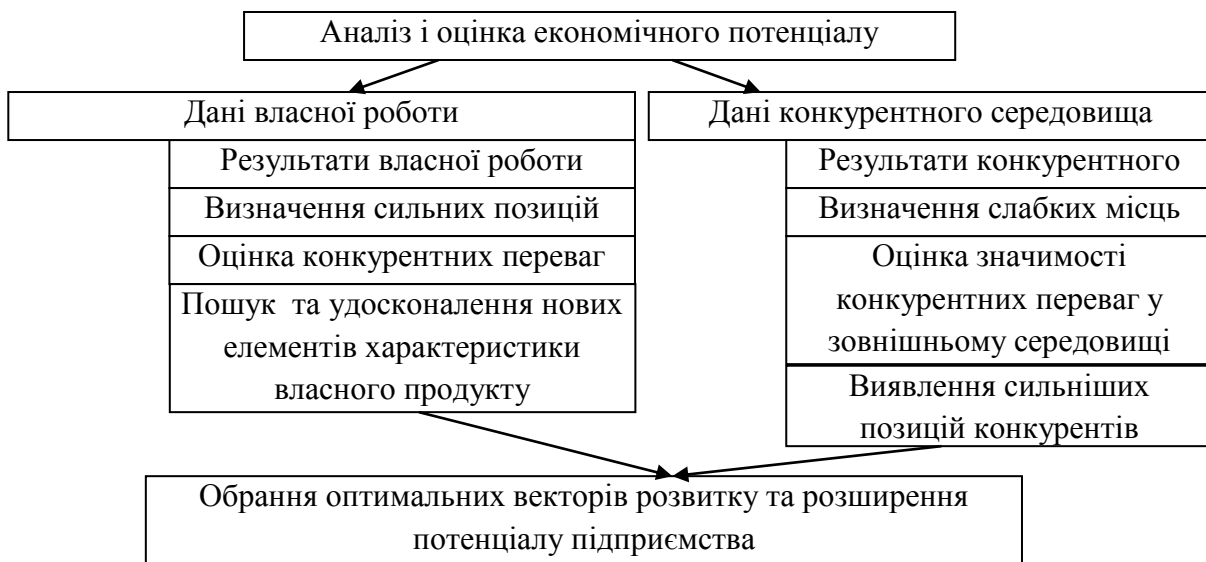 Аналіз і оцінка економічного потенціалу
Дані власної роботи
Результати власної роботи
Визначення сильних позицій
Оцінка конкурентних переваг
Пошук та удосконалення нових
елементів характеристики
власного продукту
Дані конкурентного середовища
Результати конкурентного
Визначення слабких місць
Оцінка значимості
конкурентних переваг у
зовнішньому середовищі
Виявлення сильніших
позицій конкурентів
Обрання оптимальних векторів розвитку та розширення
потенціалу підприємства